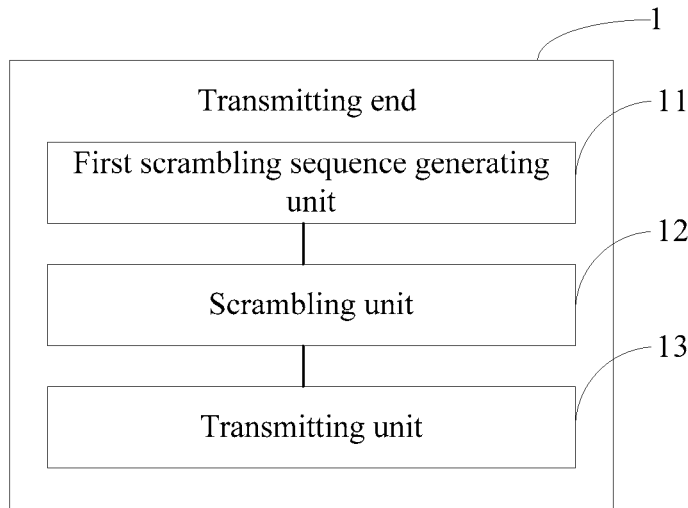 1
Transmitting end
11
First scrambling sequence generating
unit
12
Scrambling unit
13
Transmitting unit